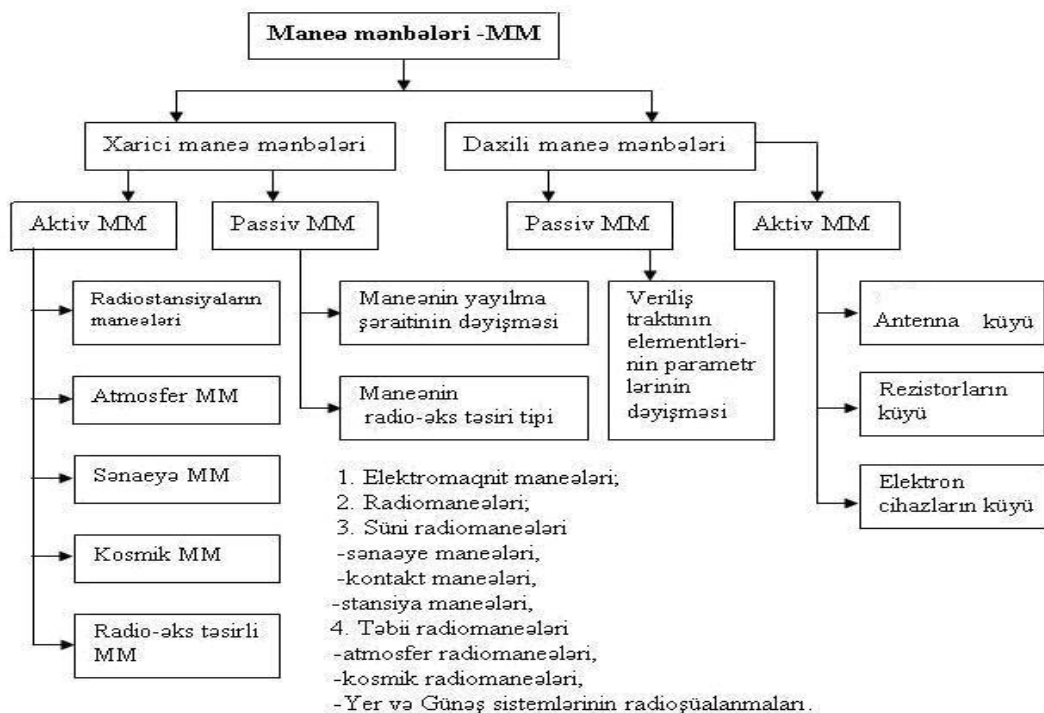 Maneə mənbələri -MM
Xarici maneə mənbələri
Daxili maneə mənbələri
Aktiv MM
Passiv MM
Passiv MM
Aktiv MM
Radiostansiyaların
maneələri
Atmosfer MM
Sənaeyə MM
Kosmik MM
Radio-əks təsirli
MM
Maneənin yayılma
şəraitinin dəyişməsi
Maneənin
radio-əks təsiri tipi
Veriliş
traktının
elementləri-
nin parametr
lərinin
dəyişməsi
Antenna küyü
Rezistorların
küyü
Elektron
cihazların küyü
1. Elektromaqnit maneələri;
2. Radiomaneələri;
3. Süni radiomaneələri
-sənaəye maneələri,
-kontakt maneələri,
-stansiya maneələri,
4. Təbii radiomaneələri
-atmosfer radiomaneələri,
-kosmik radiomaneələri,
-Yer və Günəş sistemlərinin radioşüalanmaları.